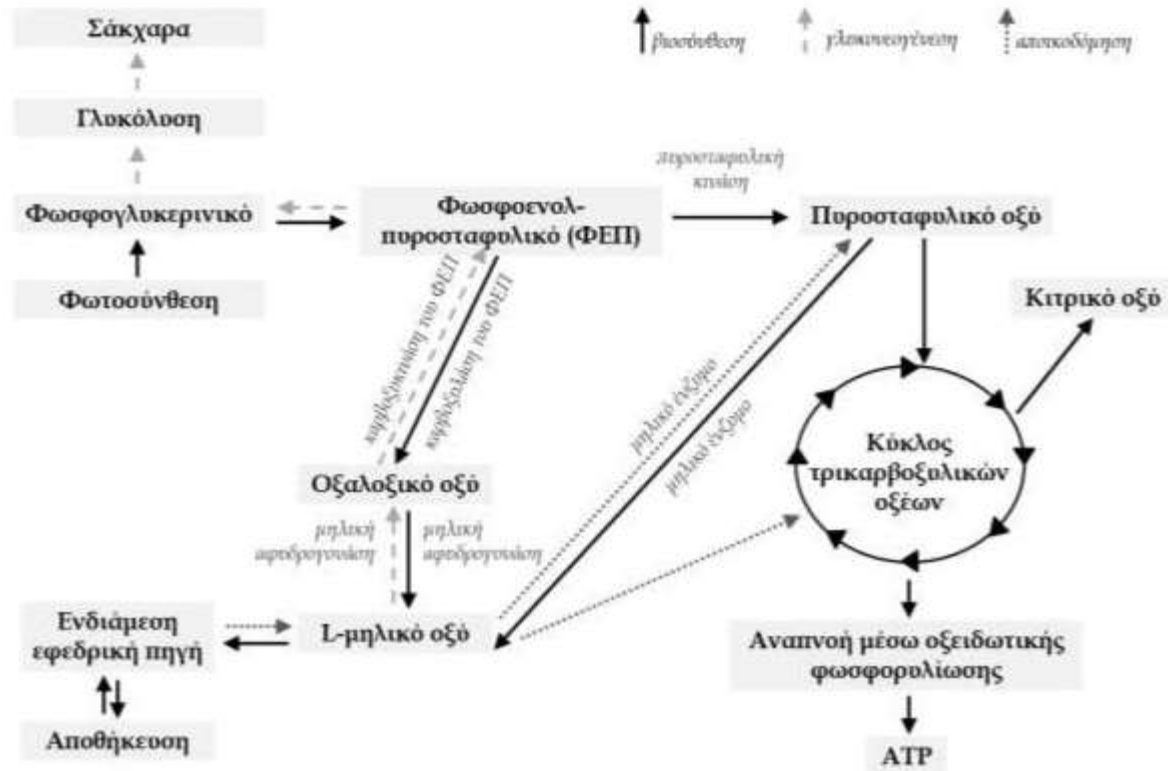 Σάκχαρα
βιοσύνθεση
γλυκονεογένεση
αποικοδόμηση
Γλυκόλυση
πυροσταφυλική
κινάση
Φωσφογλυκερινικό
Φωσφοενολ-
πυροσταφυλικό (ΦΕΠ)
Πυροσταφυλικό οξύ
Φωτοσύνθεση
Κιτρικό οξύ
καρβοξυκινάση του ΦΕΠ
καρβοξυλάση του ΦΕΠ
μηλικό ένζυμο
μηλικό ένζυμο
Κύκλος
τρικαρβοξυλικών
οξέων
Οξαλοξικό οξύ
μηλική
αφυδρογονάση
μηλική
αφυδρογονάση
Ενδιάμεση
εφεδρική πηγή
L-μηλικό οξύ
Αναπνοή μέσω οξειδωτικής
φωσφορυλίωσης
Αποθήκευση
ATP